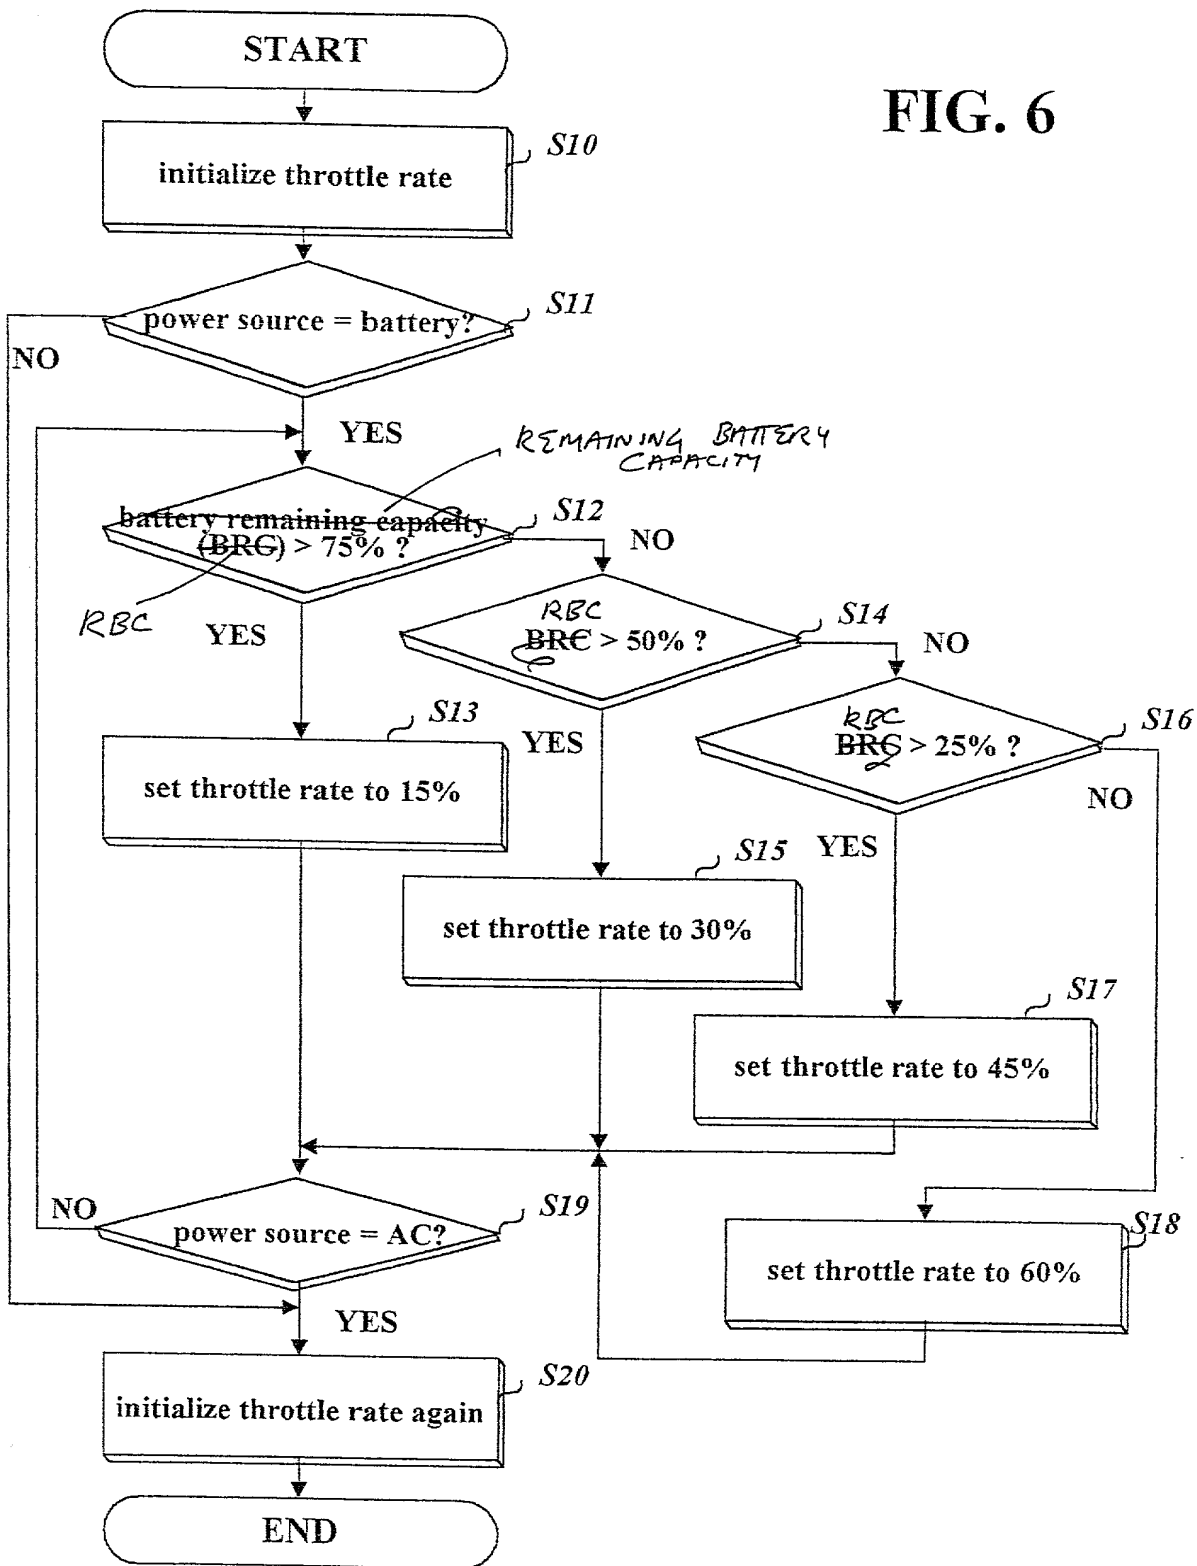 START
FIG. 6
S10
initialize throttle rate
S11
power source = battery?
NO
YES
REMAINING BATTERY
CAPACITY
battery remaining capacity
(BRC) > 75% ?
S12
NO
RBC
YES
RBC
BRC > 50% ?
S14
NO
YES
RBC
BRC > 25% ?
S16
NO
YES
S13
set throttle rate to 15%
S15
set throttle rate to 30%
S17
set throttle rate to 45%
NO
power source = AC?
S19
S18
set throttle rate to 60%
YES
S20
initialize throttle rate again
END